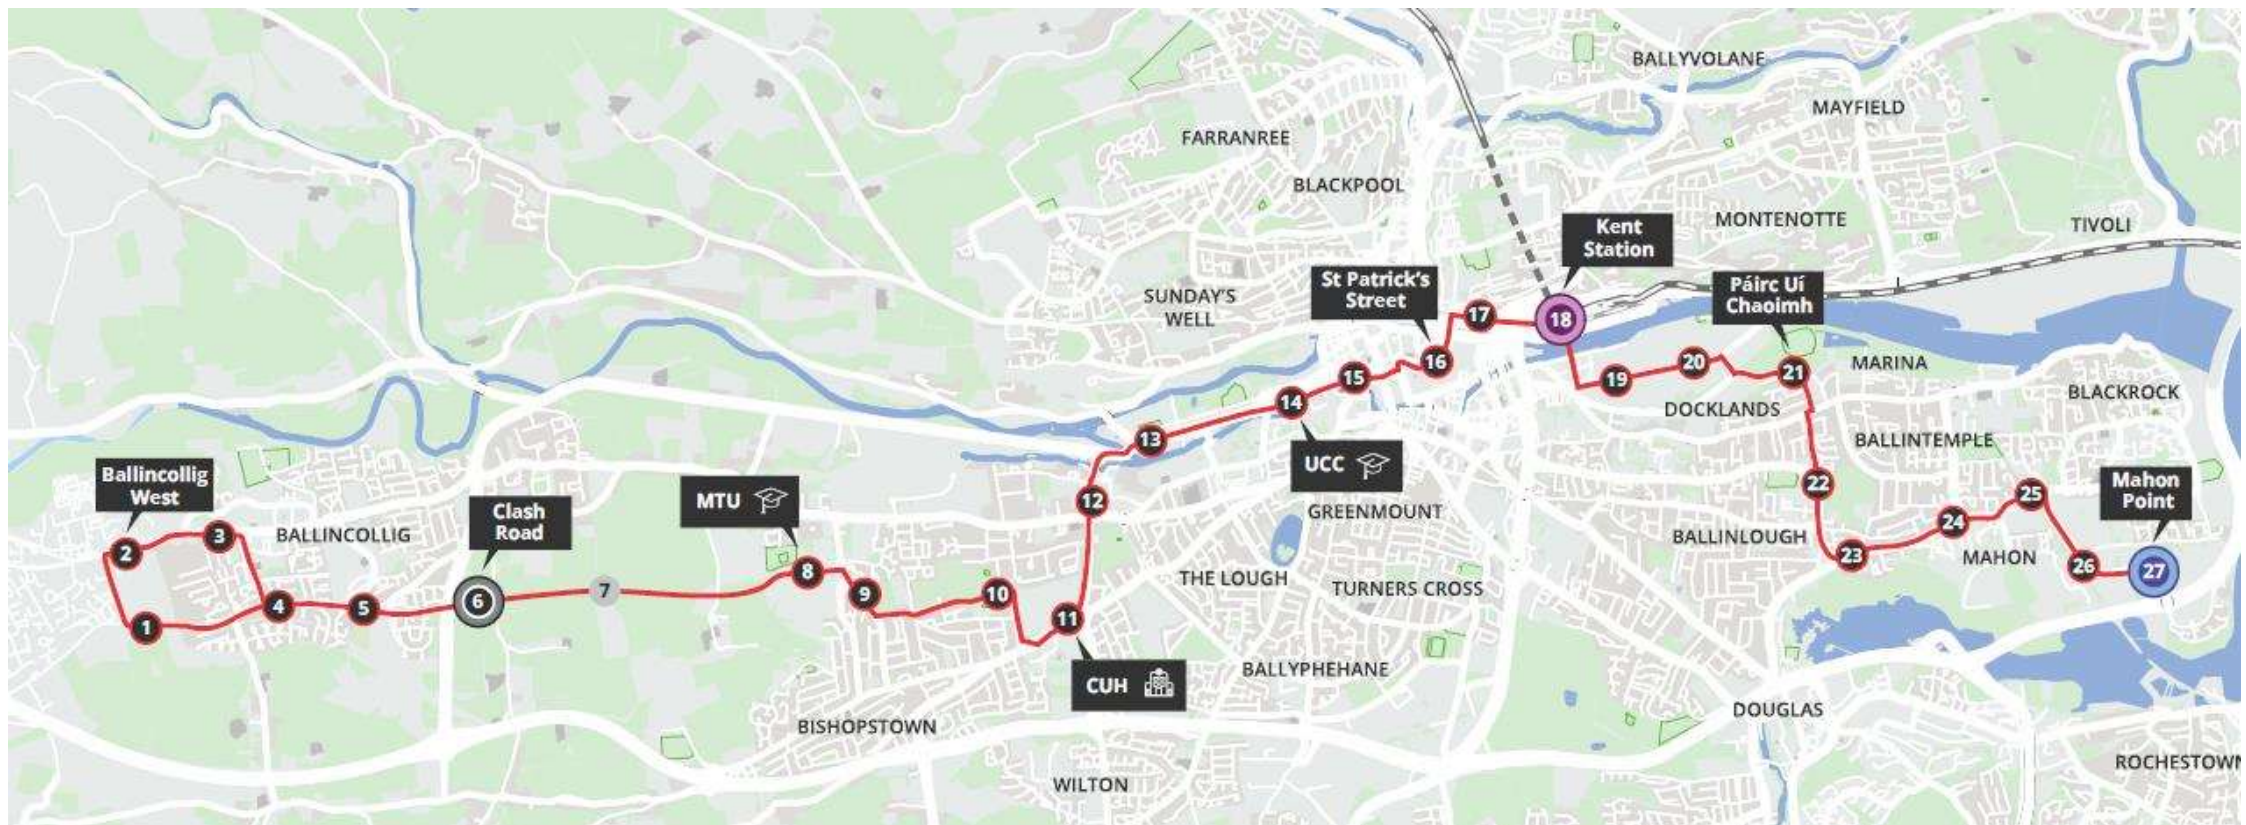 BALLYVOLANE
MAYFIELD
FARRANREE
BLACKPOOL
MONTENOTTE
TIVOLI
Kent
Station
St Patrick's
Street
Páirc Uí
Chaoimh
SUNDAY'S
WELL
17
18
16
15
14
13
19
20
21
MARINA
DOCKLANDS
BLACKROCK
BALLINTEMPLE
Ballincollig
West
Clash
Road
MTU
UCC
12
GREENMOUNT
22
25
24
Mahon
Point
BALLINCOLLIG
2
3
1
4
5
6
7
8
9
10
11
THE LOUGH
TURNERS CROSS
BALLINLOUGH
23
MAHON
26
27
CUH
BALLYPHEHANE
BISHOPSTOWN
WILTON
DOUGLAS
ROCHESTOWN